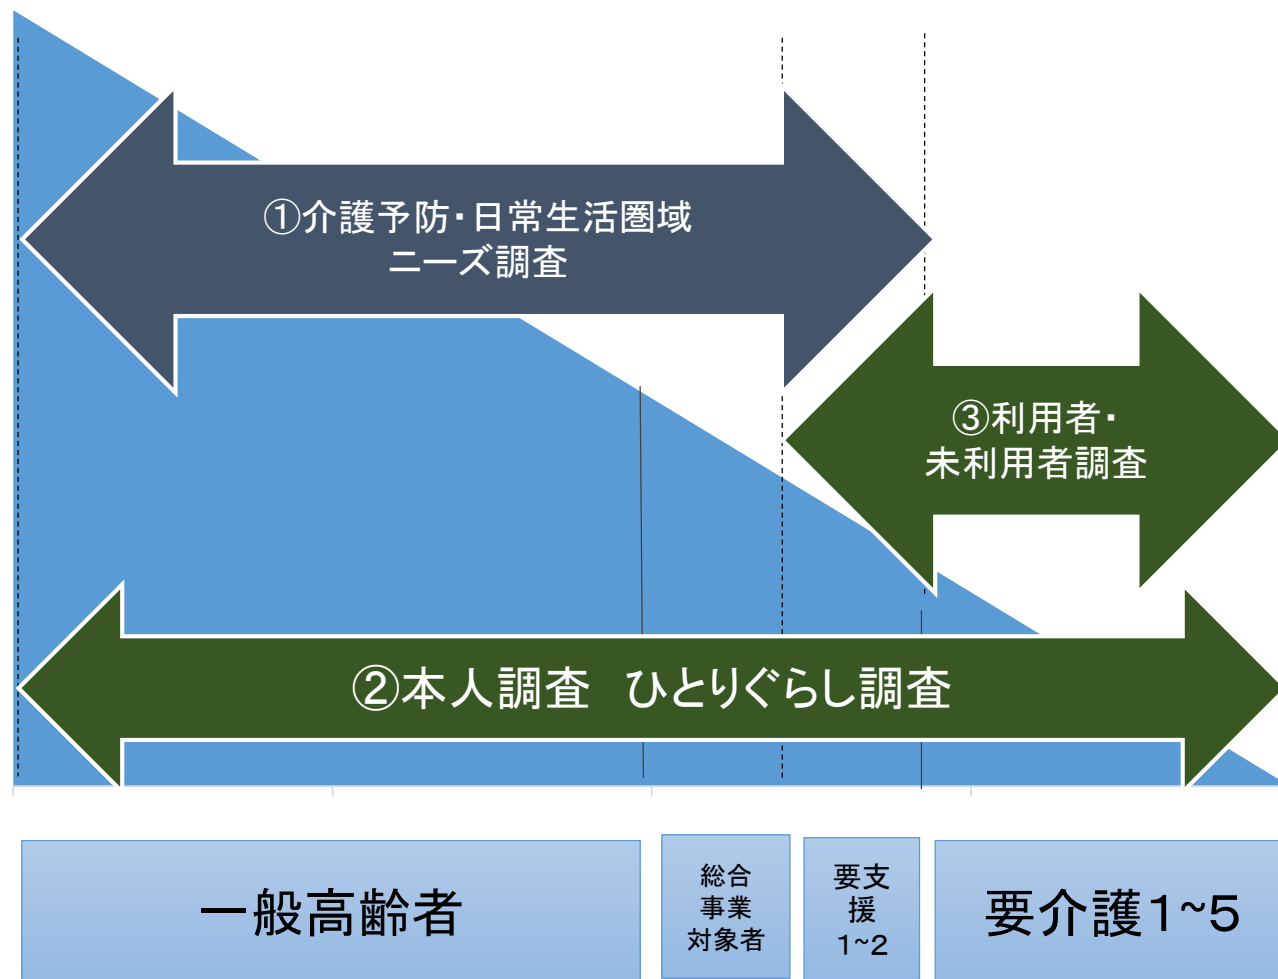 ①介護予防・日常生活圏域
ニーズ調査
③利用者・
未利用者調査
②本人調査　ひとりぐらし調査
一般高齢者
総合
事業
対象者
要支
援
1~2
要介護1~5